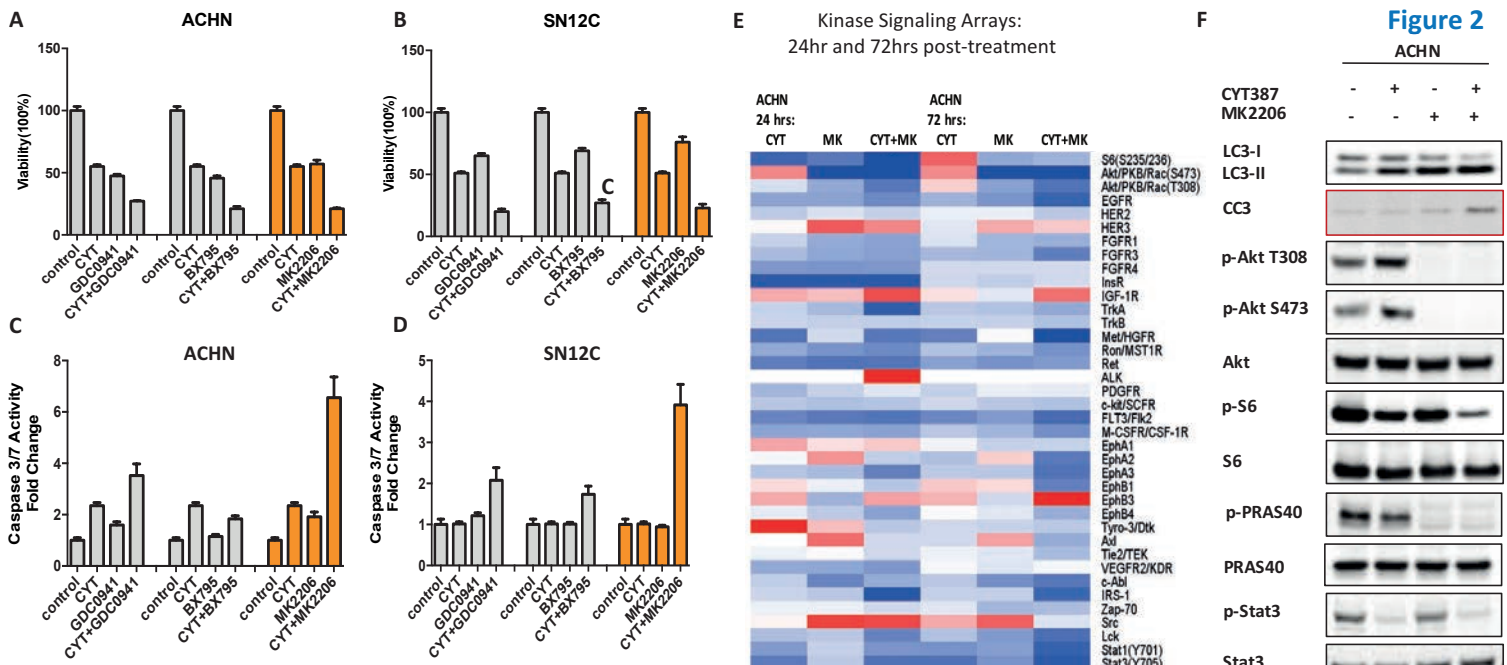 Figure 2
A
ACHN
150
100
50
0
Viability(100%)
control
CYT
GDC0941
CYT+GDC0941
control
CYT
BX795
CYT+BX795
control
CYT
MK2206
CYT+MK2206
B
SN12C
150
100
50
0
Viability(100%)
C
control
CYT
GDC0941
CYT+GDC0941
control
CYT
BX795
CYT+BX795
control
CYT
MK2206
CYT+MK2206
C
ACHN
8
6
4
2
0
Caspase 3/7 Activity
Fold Change
control
CYT
GDC0941
CYT+GDC0941
control
CYT
BX795
CYT+BX795
control
CYT
MK2206
CYT+MK2206
D
SN12C
5
4
3
2
1
0
Caspase 3/7 Activity
Fold Change
control
CYT
GDC0941
CYT+GDC0941
control
CYT
BX795
CYT+BX795
control
CYT
MK2206
CYT+MK2206
E
Kinase Signaling Arrays:
24hr and 72hrs post-treatment
ACHN
24 hrs:
ACHN
72 hrs:
CYT MK CYT+MK CYT MK CYT+MK
S6(S235/236)
Akt/PKB/Rac(S473)
Akt/PKB/Rac(T308)
EGFR
HER2
HER3
FGFR1
FGFR3
FGFR4
InsR
IGF-1R
TrkA
TrkB
Met/HGFR
Ron/MST1R
Ret
ALK
PDGFR
c-kit/SCFR
FLT3/Flk2
M-CSFR/CSF-1R
EphA1
EphA2
EphA3
EphB1
EphB3
EphB4
Tyro-3/Dtk
Axl
Tie2/TEK
VEGFR2/KDR
c-Abl
IRS-1
Zap-70
Src
Lck
Stat1(Y701)
Stat3(Y705)
F
ACHN
CYT387 - + - +
MK2206 - - + +
LC3-I
LC3-II
CC3
p-Akt T308
p-Akt S473
Akt
p-S6
S6
p-PRAS40
PRAS40
p-Stat3
Stat3